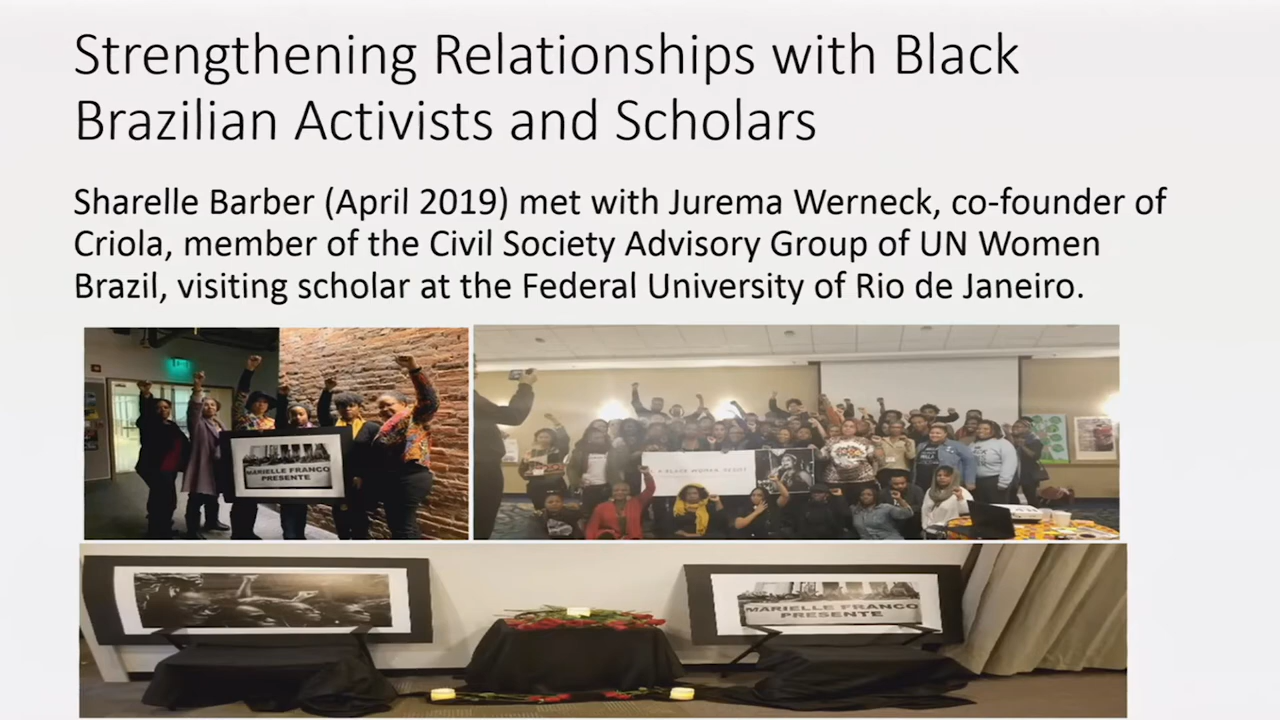 Strengthening Relationships with Black
Brazilian Activists and Scholars
Sharelle Barber (April 2019) met with Jurema Werneck, co-founder of
Criola, member of the Civil Society Advisory Group of UN Women
Brazil, visiting scholar at the Federal University of Rio de Janeiro.
MARIELLE FRANCO
PRESENTE
BLACK WOMEN
MARIELLE FRANCO
PRESENTE